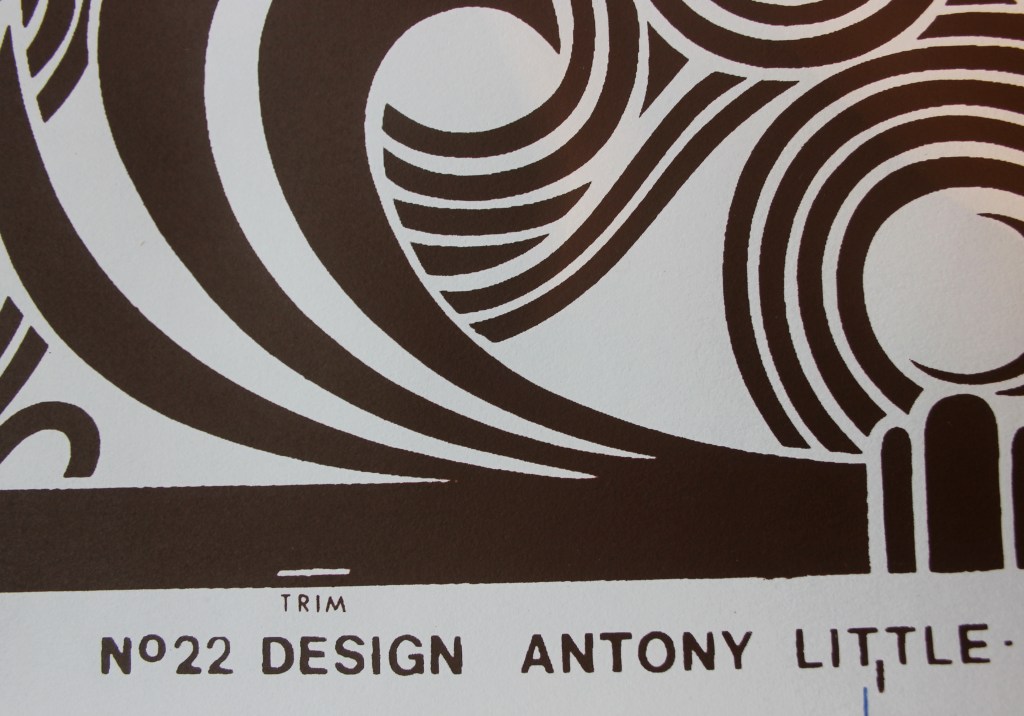 TRIM
Nº22 DESIGN ANTONY LITTLE·